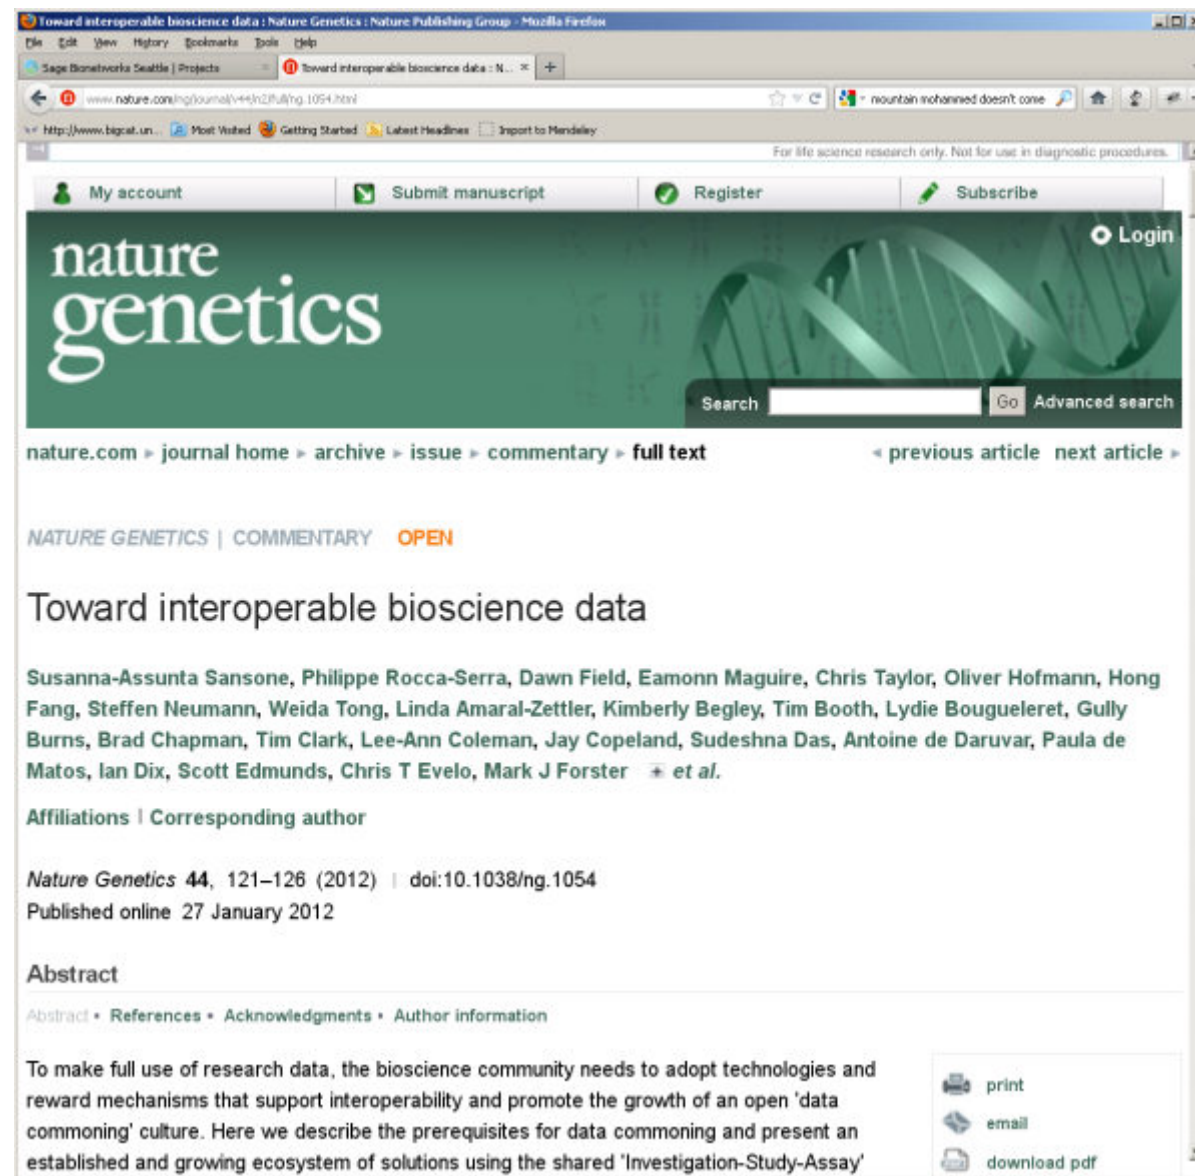 Toward interoperable bioscience data : Nature Genetics : Nature Publishing Group - Mozilla Firefox
File Edit View History Bookmarks Tools Help
Sage Bionetworks Seattle | Projects Toward interoperable bioscience data : N...
www.nature.com/ng/journal/v44/n2/full/ng.1054.html mountain mohammed doesn't come
http://www.bigcat.un... Most Visited Getting Started Latest Headlines Import to Mendeley
For life science research only. Not for use in diagnostic procedures.
My account Submit manuscript Register Subscribe
Login
nature
genetics
Search Go Advanced search
nature.com ▸ journal home ▸ archive ▸ issue ▸ commentary ▸ full text ◂ previous article next article ▸
NATURE GENETICS | COMMENTARY OPEN
Toward interoperable bioscience data
Susanna-Assunta Sansone, Philippe Rocca-Serra, Dawn Field, Eamonn Maguire, Chris Taylor, Oliver Hofmann, Hong
Fang, Steffen Neumann, Weida Tong, Linda Amaral-Zettler, Kimberly Begley, Tim Booth, Lydie Bougueleret, Gully
Burns, Brad Chapman, Tim Clark, Lee-Ann Coleman, Jay Copeland, Sudeshna Das, Antoine de Daruvar, Paula de
Matos, Ian Dix, Scott Edmunds, Chris T Evelo, Mark J Forster + et al.
Affiliations | Corresponding author
Nature Genetics 44, 121–126 (2012) | doi:10.1038/ng.1054
Published online 27 January 2012
Abstract
Abstract • References • Acknowledgments • Author information
To make full use of research data, the bioscience community needs to adopt technologies and
reward mechanisms that support interoperability and promote the growth of an open 'data
commoning' culture. Here we describe the prerequisites for data commoning and present an
established and growing ecosystem of solutions using the shared 'Investigation-Study-Assay'
print
email
download pdf